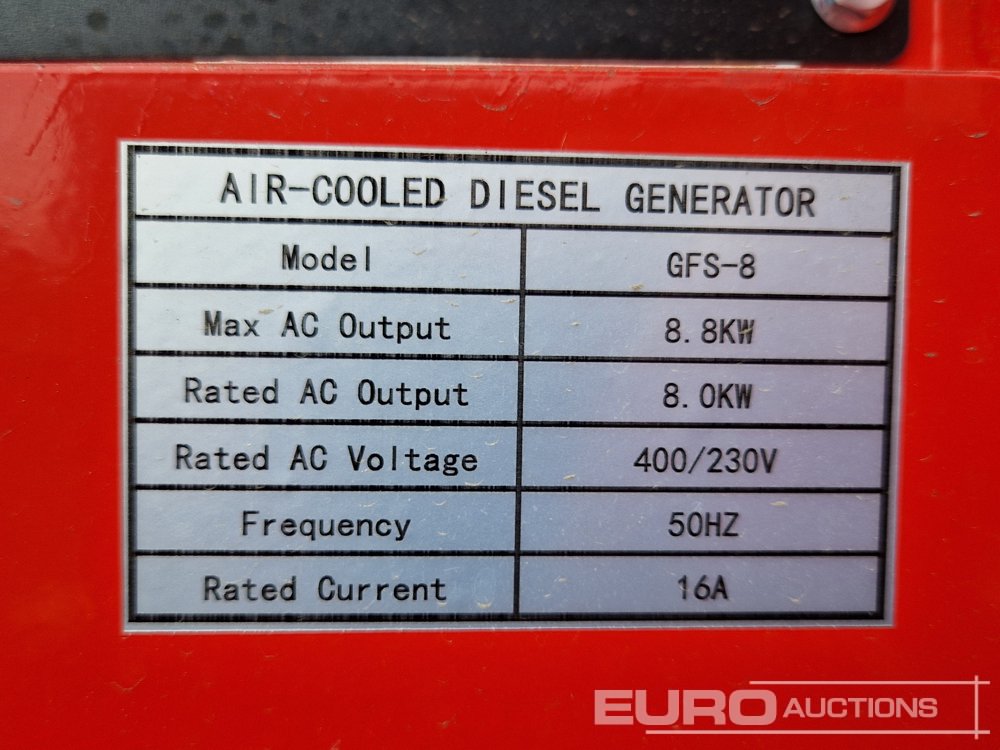 AIR-COOLED DIESEL GENERATOR
Model GFS-8
Max AC Output 8.8KW
Rated AC Output 8.0KW
Rated AC Voltage 400/230V
Frequency 50HZ
Rated Current 16A
EURO AUCTIONS